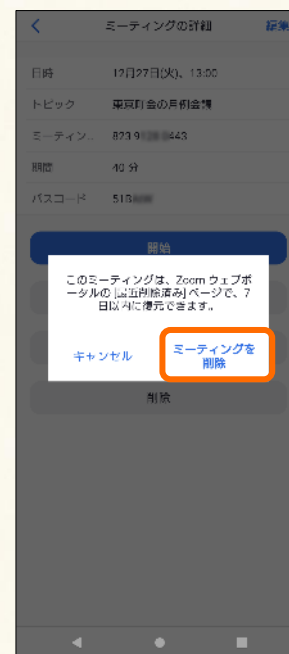 ミーティングの詳細 編集
日時 12月27日(火)、13:00
トピック 東京町会の月例会議
ミーティン... 823 9 443
期間 40 分
パスコード 518
開始
このミーティングは、Zoom ウェブポ
ータルの [最近削除済み] ページで、7
日以内に復元できます。
キャンセル ミーティングを
削除
削除